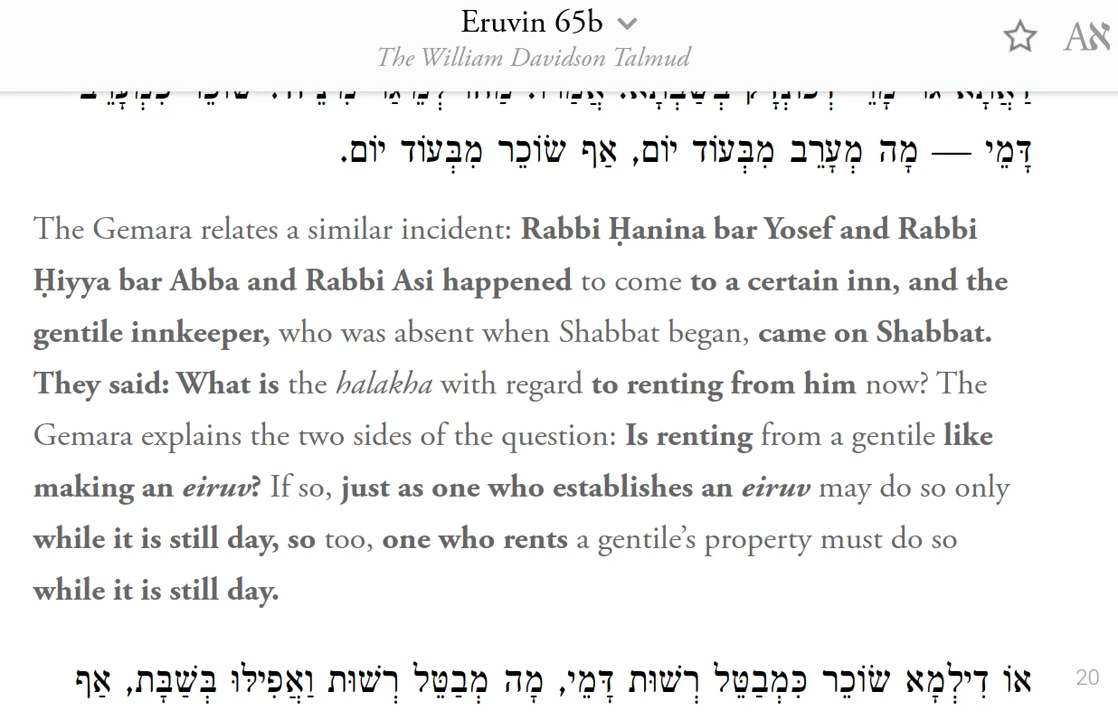 Eruvin 65b
The William Davidson Talmud
AÀ
דָּמֵי — מָה מְעָרֵב מִבְּעוֹד יוֹם, אַף שׂוֹכֵר מִבְּעוֹד יוֹם.
The Gemara relates a similar incident: Rabbi Ḥanina bar Yosef and Rabbi
Ḥiyya bar Abba and Rabbi Asi happened to come to a certain inn, and the
gentile innkeeper, who was absent when Shabbat began, came on Shabbat.
They said: What is the halakha with regard to renting from him now? The
Gemara explains the two sides of the question: Is renting from a gentile like
making an eiruv? If so, just as one who establishes an eiruv may do so only
while it is still day, so too, one who rents a gentile’s property must do so
while it is still day.
אוֹ דִילְמָא שׂוֹכֵר כִּמְבַטֵּל רְשׁוּת דָּמֵי, מָה מְבַטֵּל רְשׁוּת וַאֲפִילּוּ בְּשַׁבָּת, אַף
20